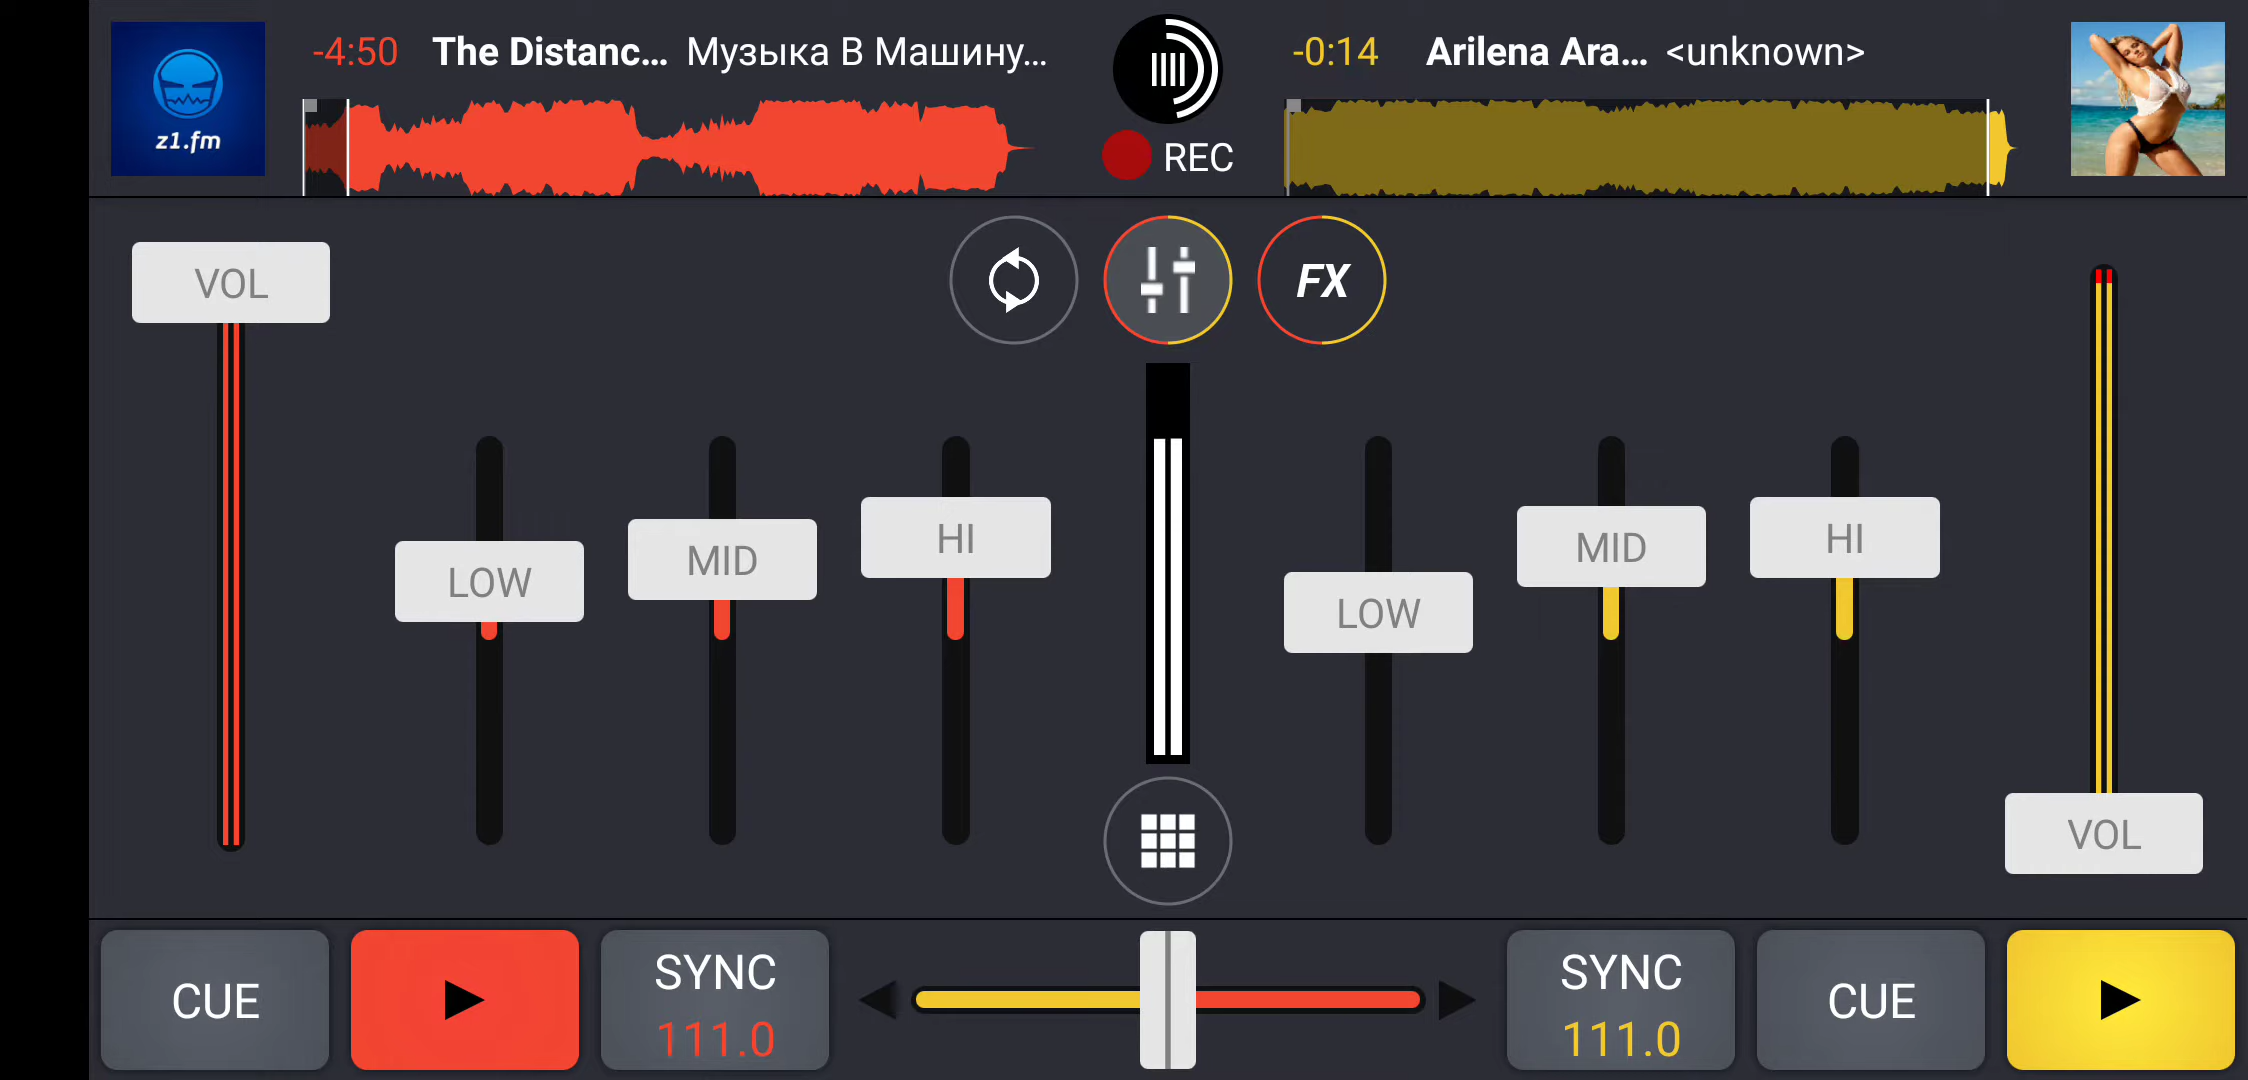 z1.fm
-4:50 The Distanc... Музыка В Машину...
REC
-0:14 Arilena Ara... <unknown>
VOL
FX
LOW
MID
HI
LOW
MID
HI
VOL
CUE
SYNC
111.0
SYNC
111.0
CUE